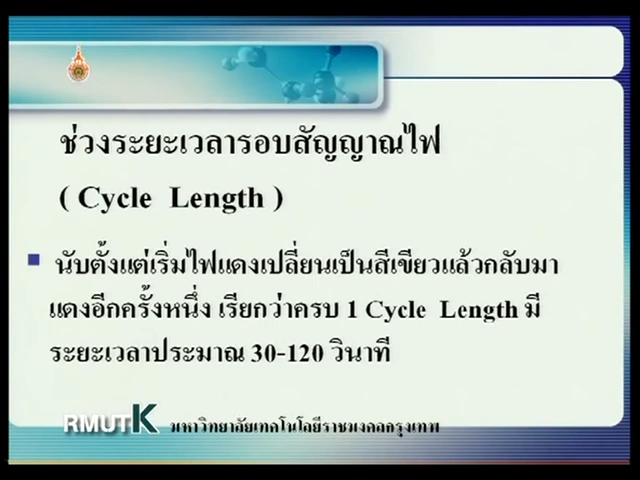 ช่วงระยะเวลารอบสัญญาณไฟ
( Cycle Length )
นับตั้งแต่เริ่มไฟแดงเปลี่ยนเป็นสีเขียวแล้วกลับมา
แดงอีกครั้งหนึ่ง เรียกว่าครบ 1 Cycle Length มี
ระยะเวลาประมาณ 30-120 วินาที
RMUTK มหาวิทยาลัยเทคโนโลยีราชมงคลกรุงเทพ